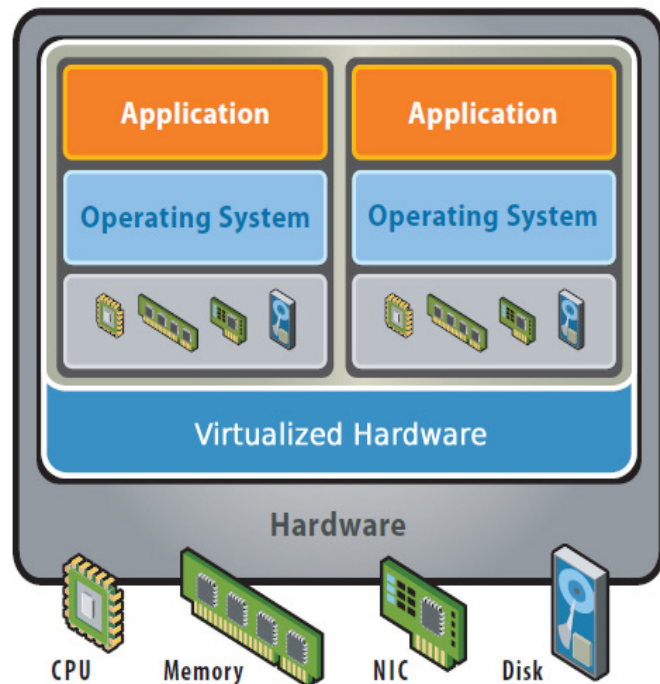 Application
Application
Operating System
Operating System
Virtualized Hardware
Hardware
CPU
Memory
NIC
Disk